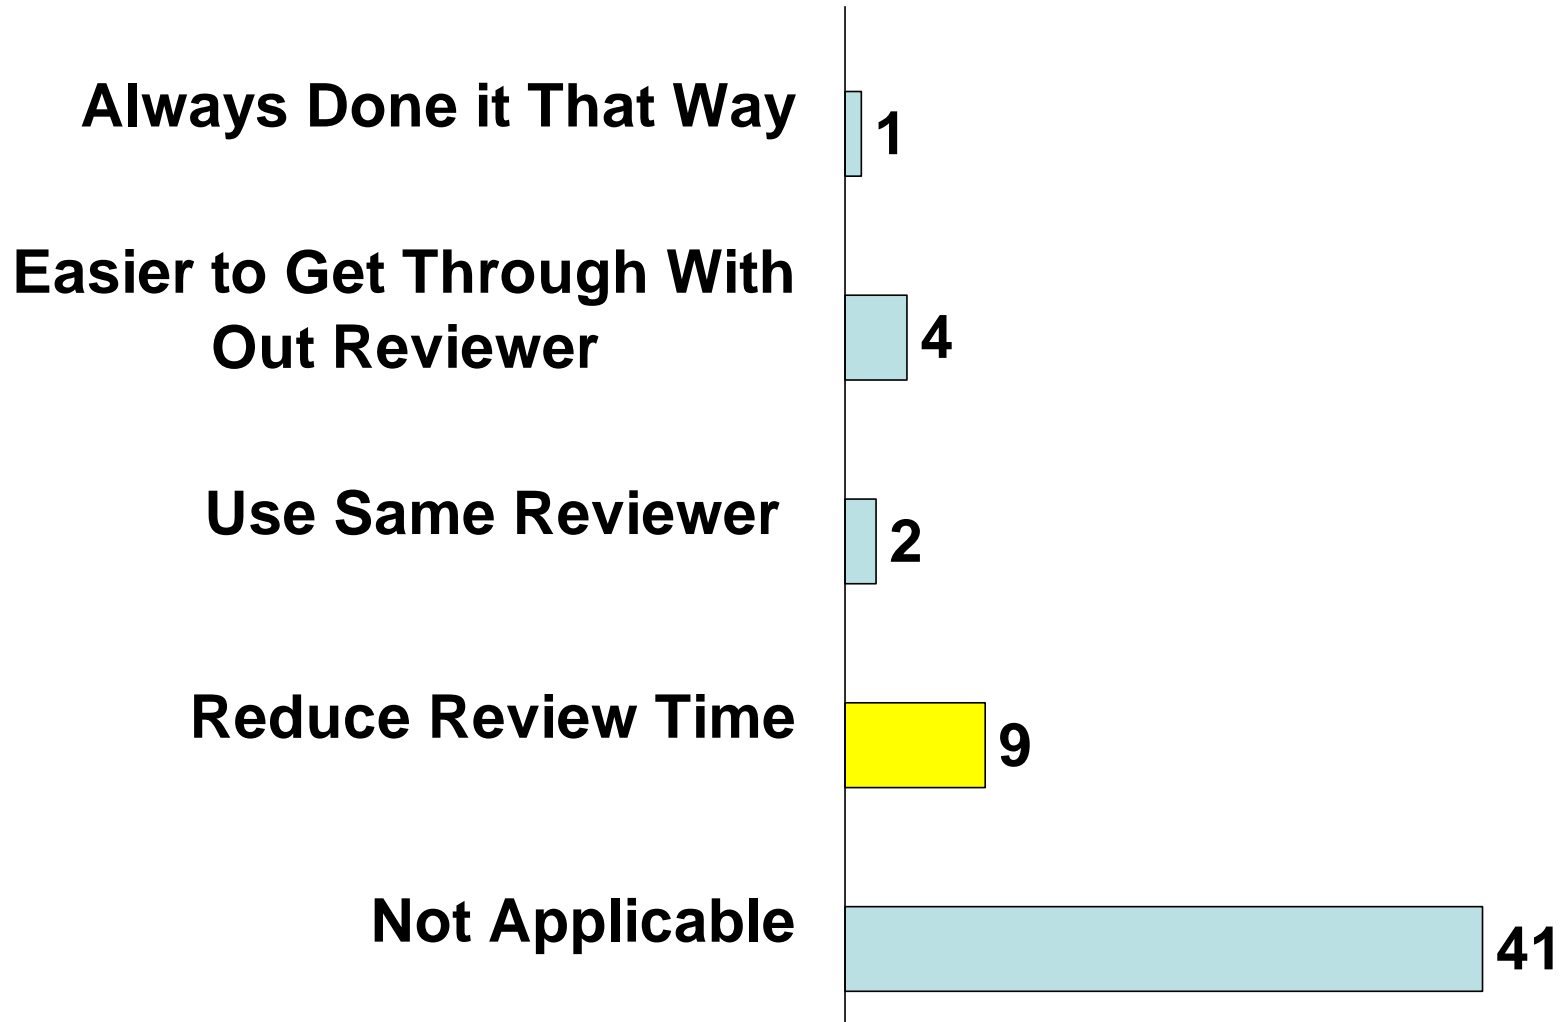 Always Done it That Way
1
Easier to Get Through With
Out Reviewer
4
Use Same Reviewer
2
Reduce Review Time
9
Not Applicable
41